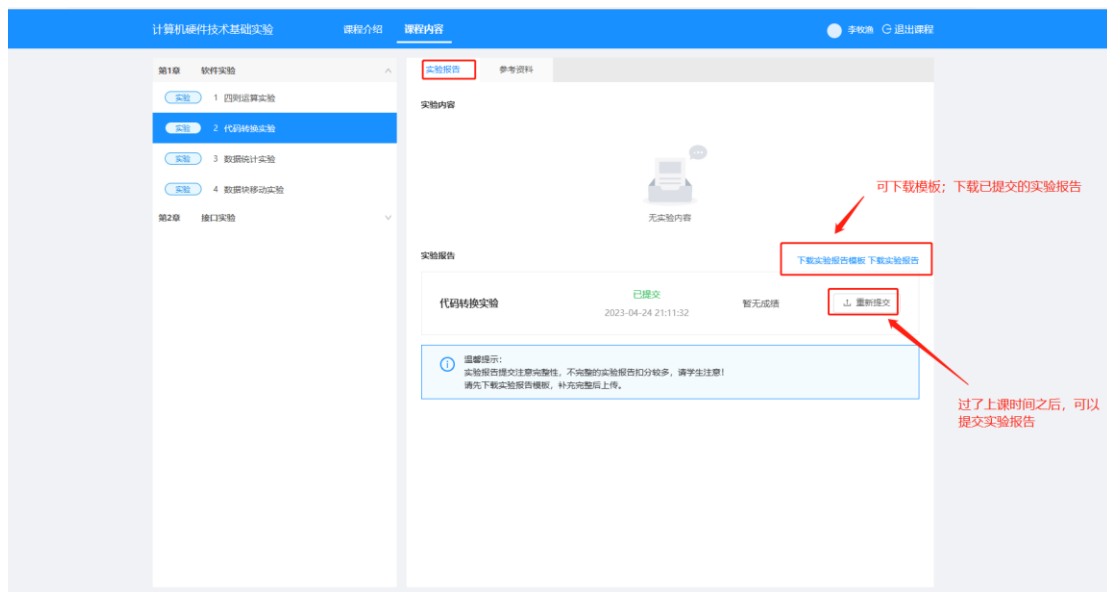 计算机硬件技术基础实验 课程介绍 课程内容 李牧渔 退出课程
第1章 软件实验
实验 1 四则运算实验
实验 2 代码转换实验
实验 3 数据统计实验
实验 4 数据块移动实验
第2章 接口实验
实验报告 参考资料
实验内容
无实验内容
可下载模板;下载已提交的实验报告
实验报告
下载实验报告模板 下载实验报告
代码转换实验
已提交
2023-04-24 21:11:32
暂无成绩
重新提交
温馨提示:
实验报告提交注意完整性,不完整的实验报告扣分较多,请学生注意!
请先下载实验报告模板,补充完整后上传。
过了上课时间之后,可以
提交实验报告